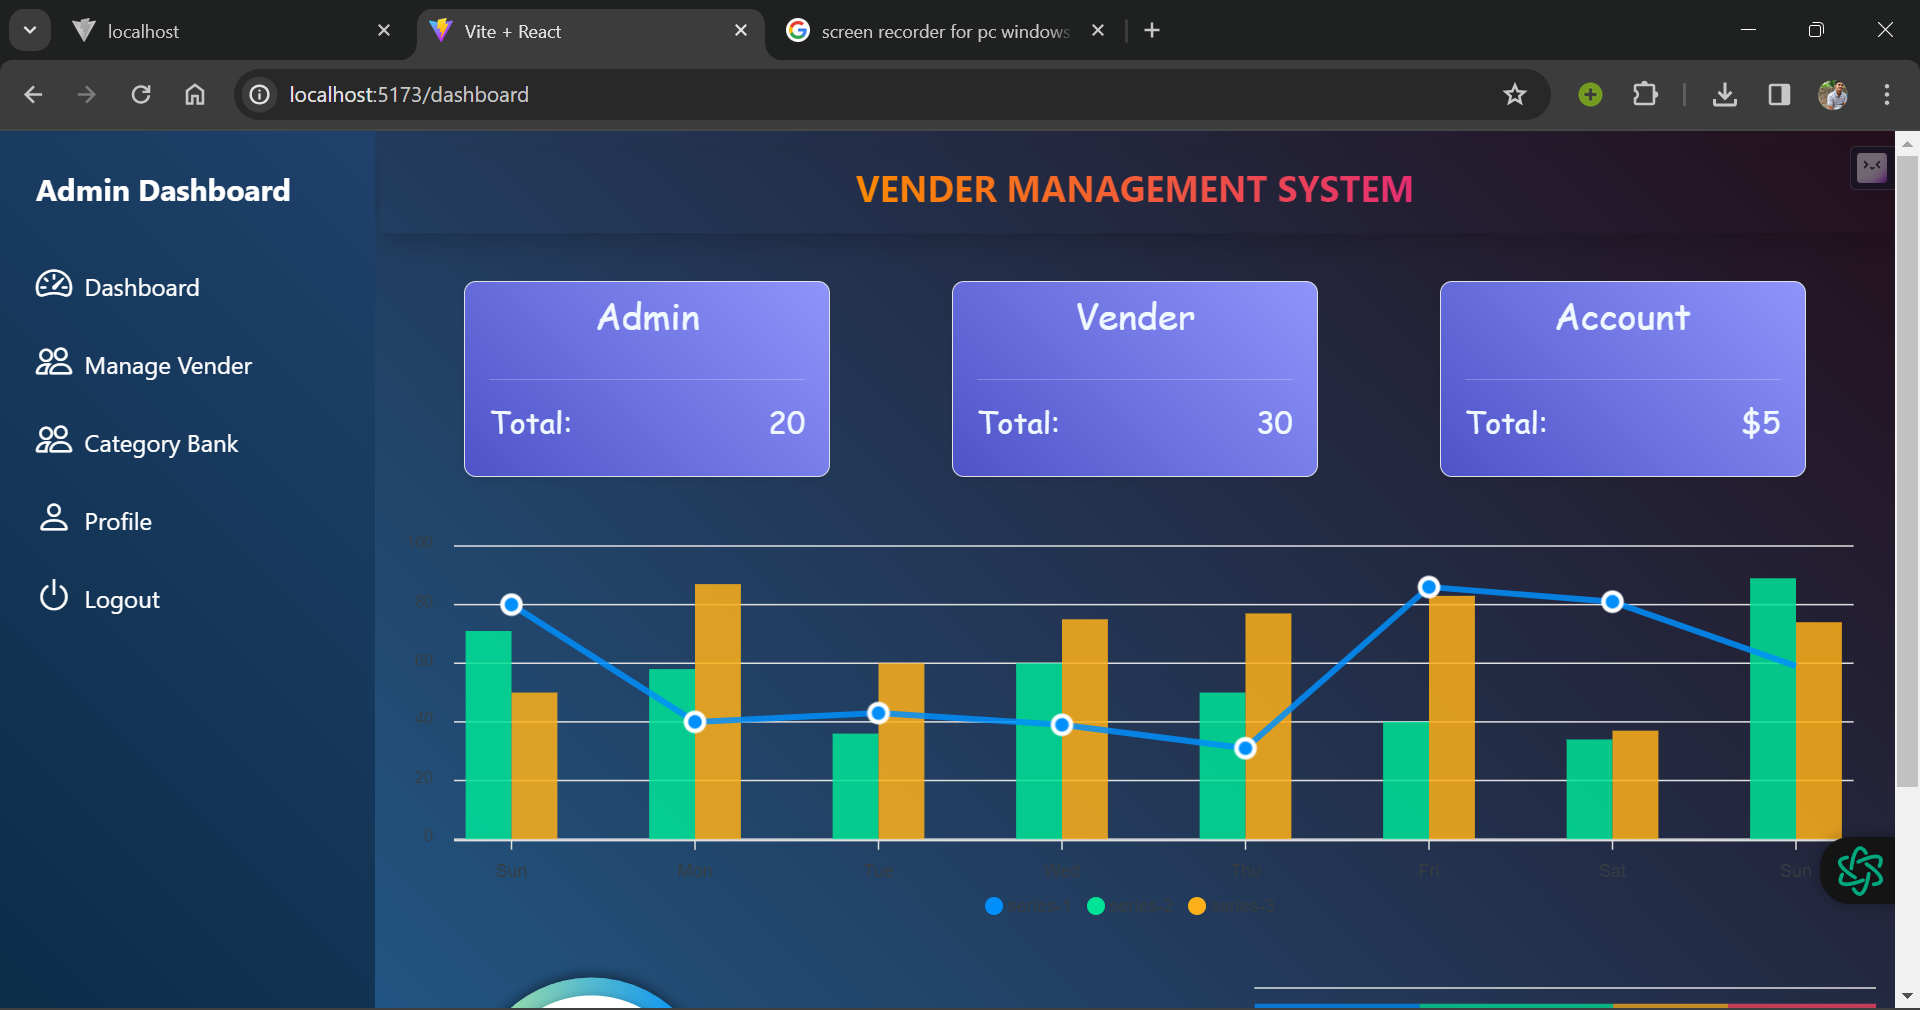 localhost
Vite + React
screen recorder for pc windows
localhost:5173/dashboard
Admin Dashboard
VENDER MANAGEMENT SYSTEM
Dashboard
Manage Vender
Category Bank
Profile
Logout
Admin
Total: 20
Vender
Total: 30
Account
Total: $5
100
80
60
40
20
0
Sun Mon Tue Wed Thu Fri Sat Sun
series-1 series-2 series-3